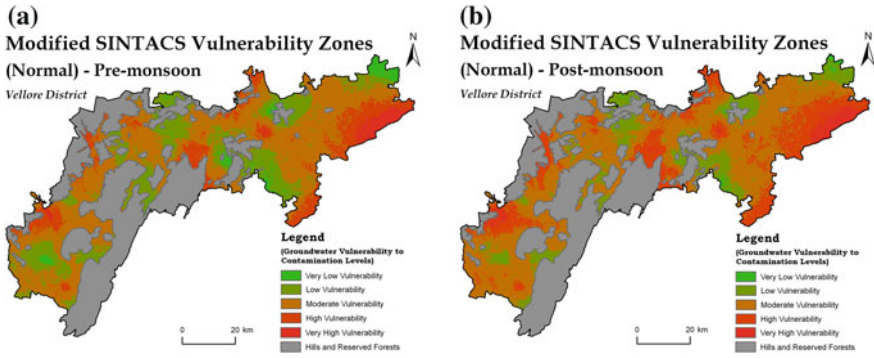 (a)
Modified SINTACS Vulnerability Zones
(Normal) - Pre-monsoon
Vellore District
N
Legend
(Groundwater Vulnerability to
Contamination Levels)
Very Low Vulnerability
Low Vulnerability
Moderate Vulnerability
High Vulnerability
Very High Vulnerability
Hills and Reserved Forests
0 20 km
(b)
Modified SINTACS Vulnerability Zones
(Normal) - Post-monsoon
Vellore District
N
Legend
(Groundwater Vulnerability to
Contamination Levels)
Very Low Vulnerability
Low Vulnerability
Moderate Vulnerability
High Vulnerability
Very High Vulnerability
Hills and Reserved Forests
0 20 km